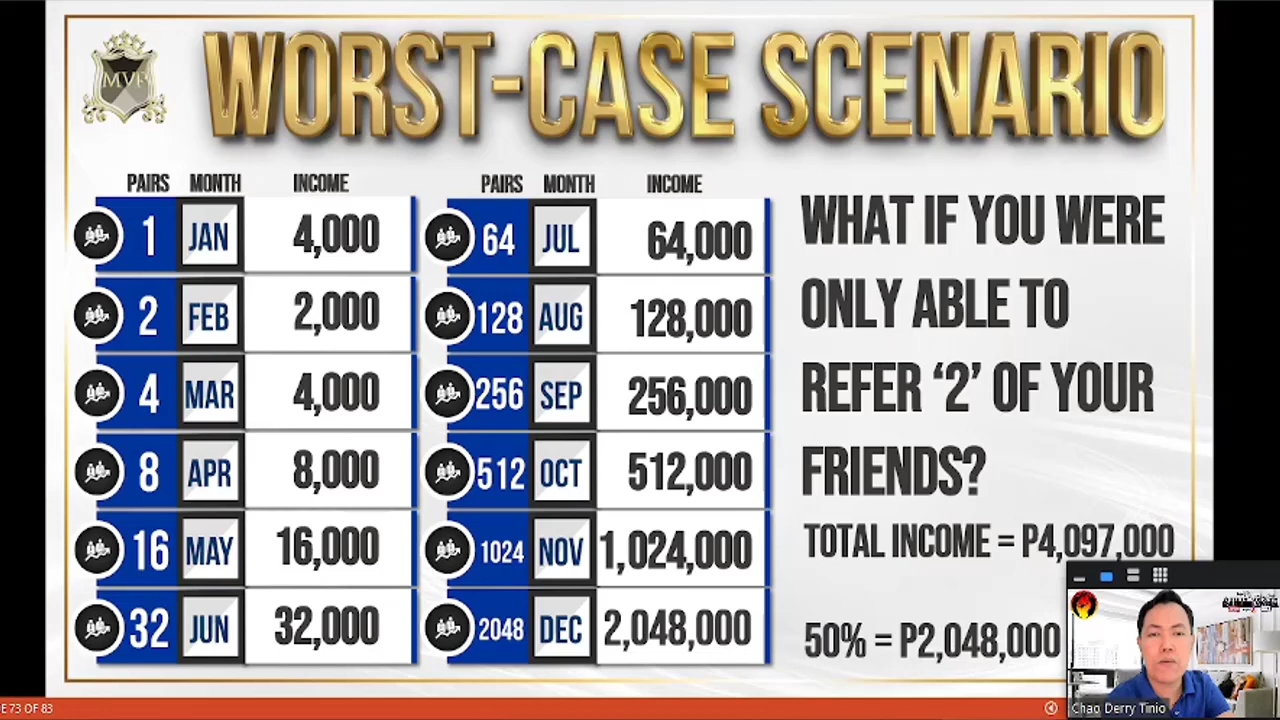 MVP
WORST-CASE SCENARIO
PAIRS MONTH INCOME
1 JAN 4,000
2 FEB 2,000
4 MAR 4,000
8 APR 8,000
16 MAY 16,000
32 JUN 32,000
PAIRS MONTH INCOME
64 JUL 64,000
128 AUG 128,000
256 SEP 256,000
512 OCT 512,000
1024 NOV 1,024,000
2048 DEC 2,048,000
WHAT IF YOU WERE
ONLY ABLE TO
REFER ‘2’ OF YOUR
FRIENDS?
TOTAL INCOME = P4,097,000
50% = P2,048,000
E 73 OF 83
Chao Derry Tinio